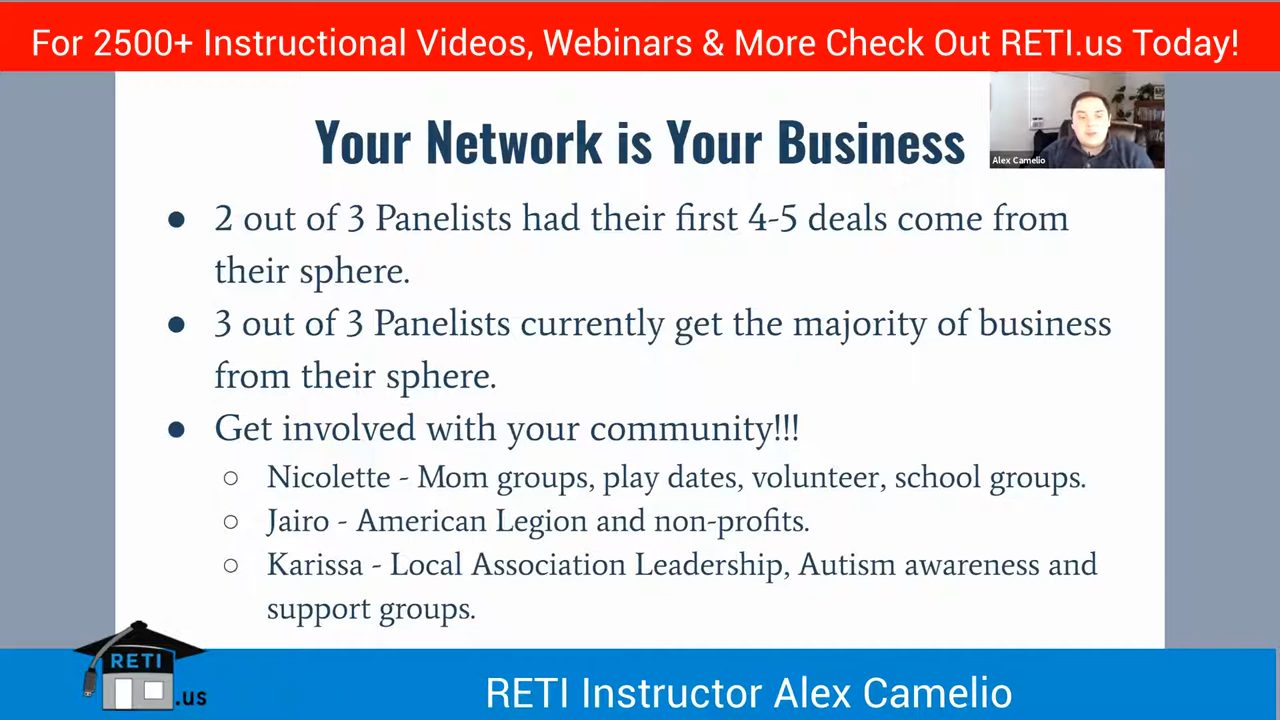 For 2500+ Instructional Videos, Webinars & More Check Out RETI.us Today!
Your Network is Your Business
Alex Camelio
● 2 out of 3 Panelists had their first 4-5 deals come from
their sphere.
● 3 out of 3 Panelists currently get the majority of business
from their sphere.
● Get involved with your community!!!
○ Nicolette - Mom groups, play dates, volunteer, school groups.
○ Jairo - American Legion and non-profits.
○ Karissa - Local Association Leadership, Autism awareness and
support groups.
RETI
.us
RETI Instructor Alex Camelio